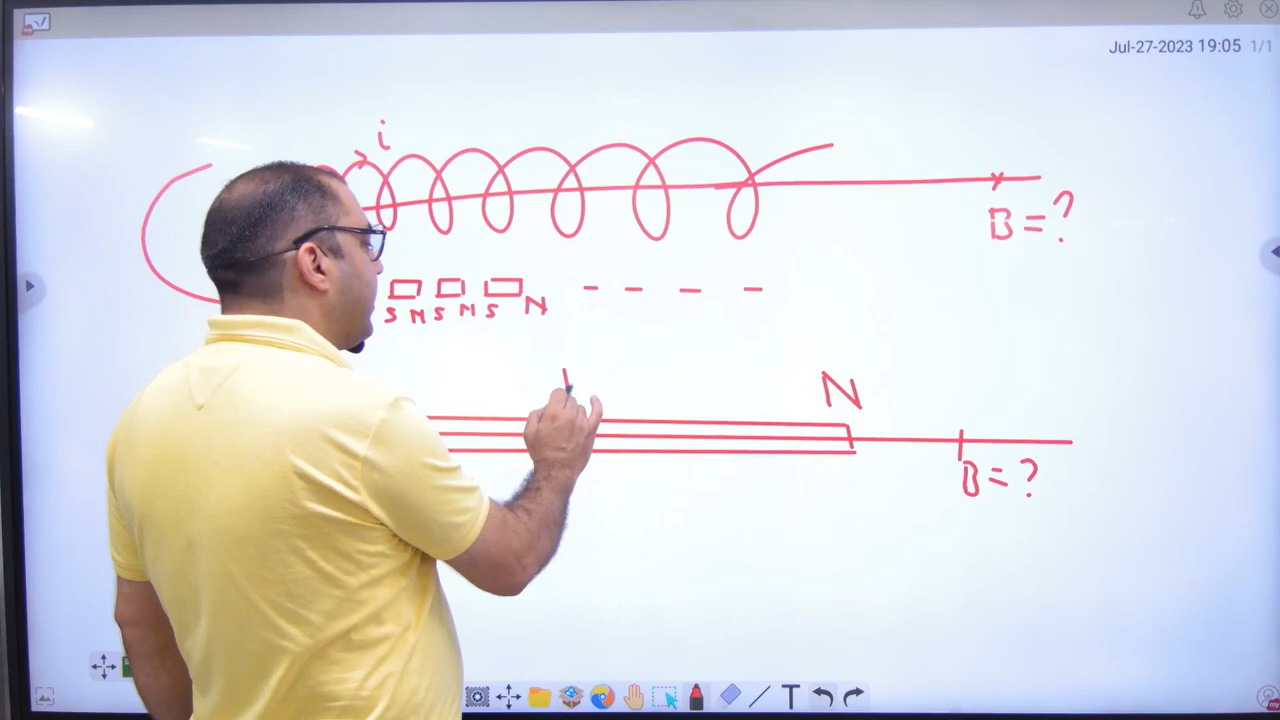 Jul-27-2023 19:05 1/1
i
B = ?
S N S N S N
N
B = ?
T